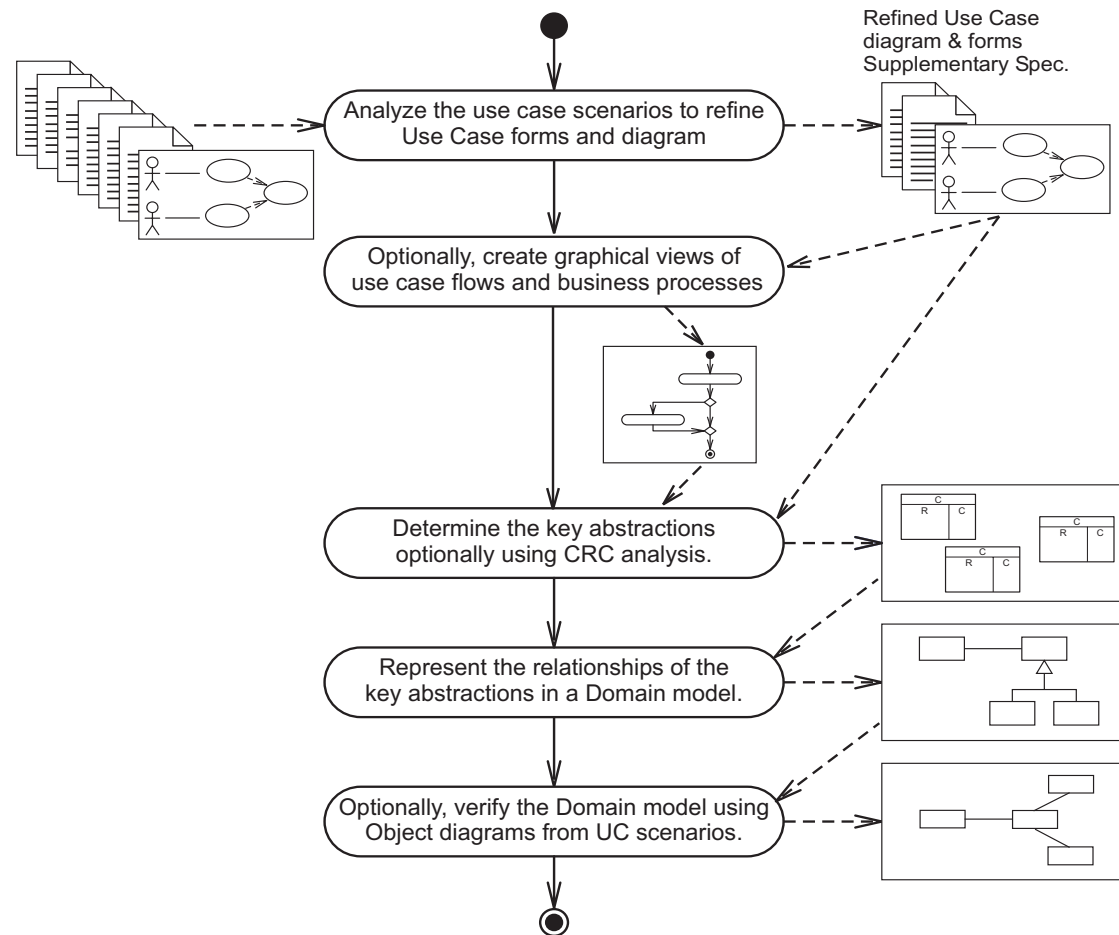 Refined Use Case
diagram & forms
Supplementary Spec.
Analyze the use case scenarios to refine
Use Case forms and diagram
Optionally, create graphical views of
use case flows and business processes
Determine the key abstractions
optionally using CRC analysis.
C
R C
C
R C
C
R C
Represent the relationships of the
key abstractions in a Domain model.
Optionally, verify the Domain model using
Object diagrams from UC scenarios.